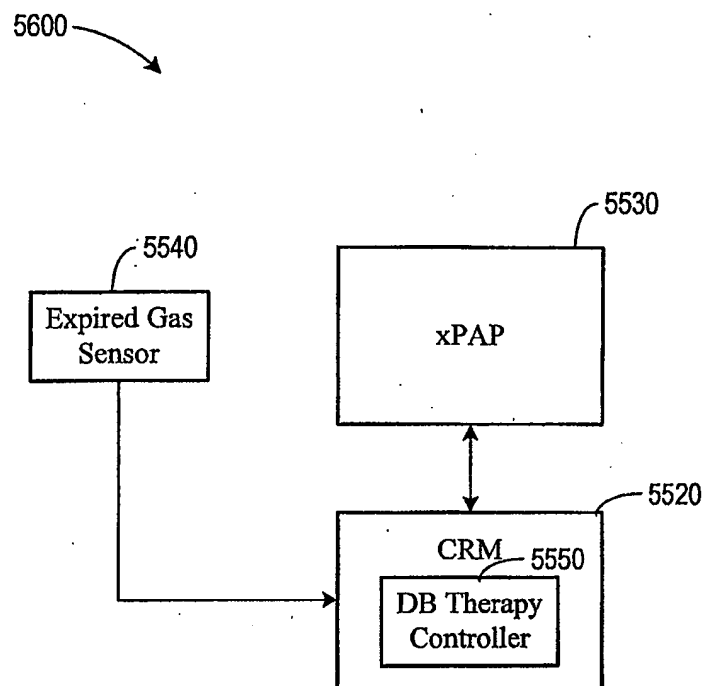 5600
5530
5540
Expired Gas
Sensor
xPAP
5520
CRM
5550
DB Therapy
Controller